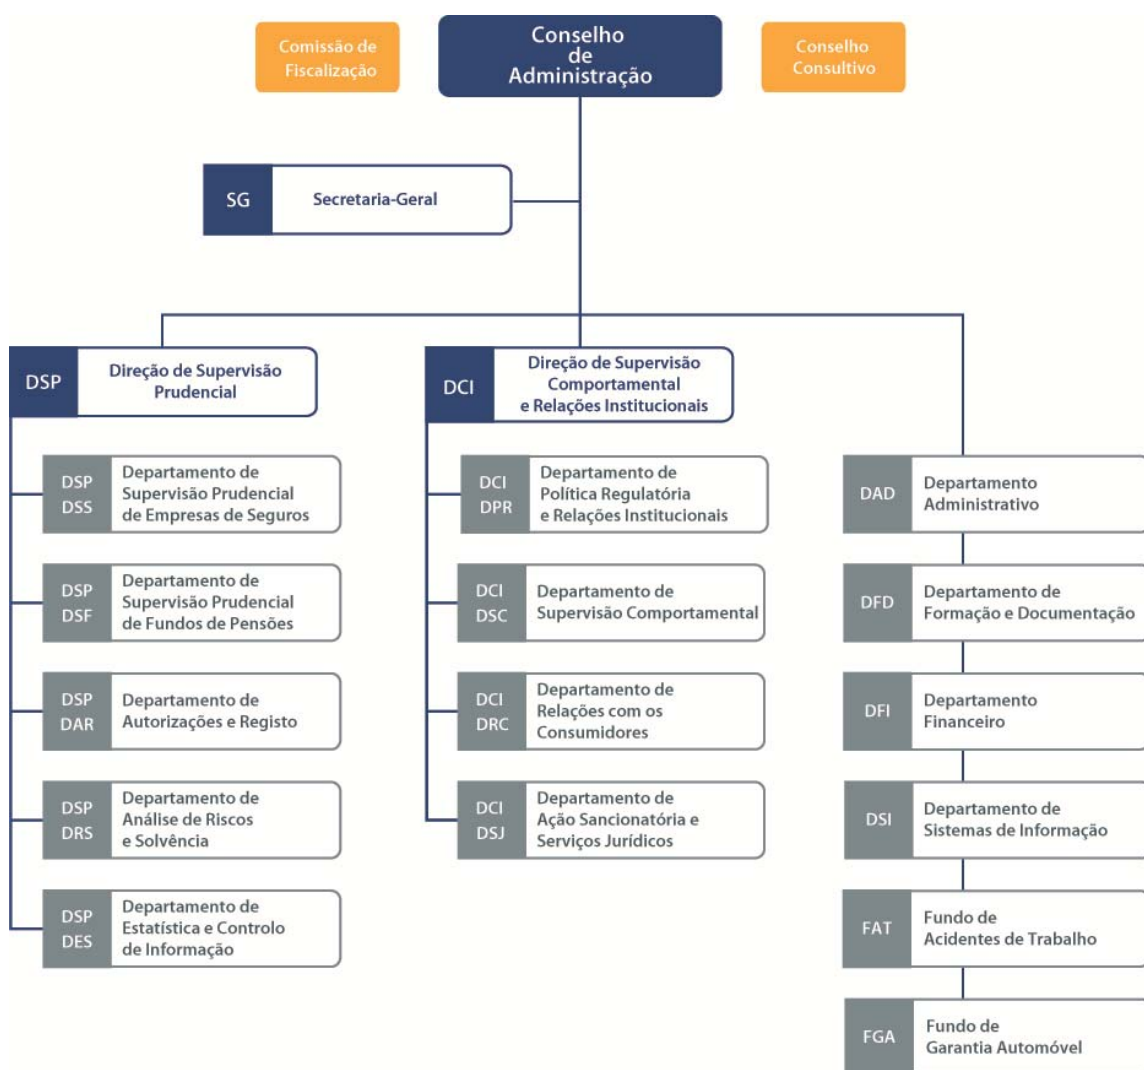 Comissão de
Fiscalização
Conselho
de
Administração
Conselho
Consultivo
SG
Secretaria-Geral
DSP
Direção de Supervisão
Prudencial
DCI
Direção de Supervisão
Comportamental
e Relações Institucionais
DSP
DSS
Departamento de
Supervisão Prudencial
de Empresas de Seguros
DSP
DSF
Departamento de
Supervisão Prudencial
de Fundos de Pensões
DSP
DAR
Departamento de
Autorizações e Registo
DSP
DRS
Departamento de
Análise de Riscos
e Solvência
DSP
DES
Departamento de
Estatística e Controlo
de Informação
DCI
DPR
Departamento de
Política Regulatória
e Relações Institucionais
DCI
DSC
Departamento de
Supervisão Comportamental
DCI
DRC
Departamento de
Relações com os
Consumidores
DCI
DSJ
Departamento de
Ação Sancionatória e
Serviços Jurídicos
DAD
Departamento
Administrativo
DFD
Departamento de
Formação e Documentação
DFI
Departamento
Financeiro
DSI
Departamento de
Sistemas de Informação
FAT
Fundo de
Acidentes de Trabalho
FGA
Fundo de
Garantia Automóvel